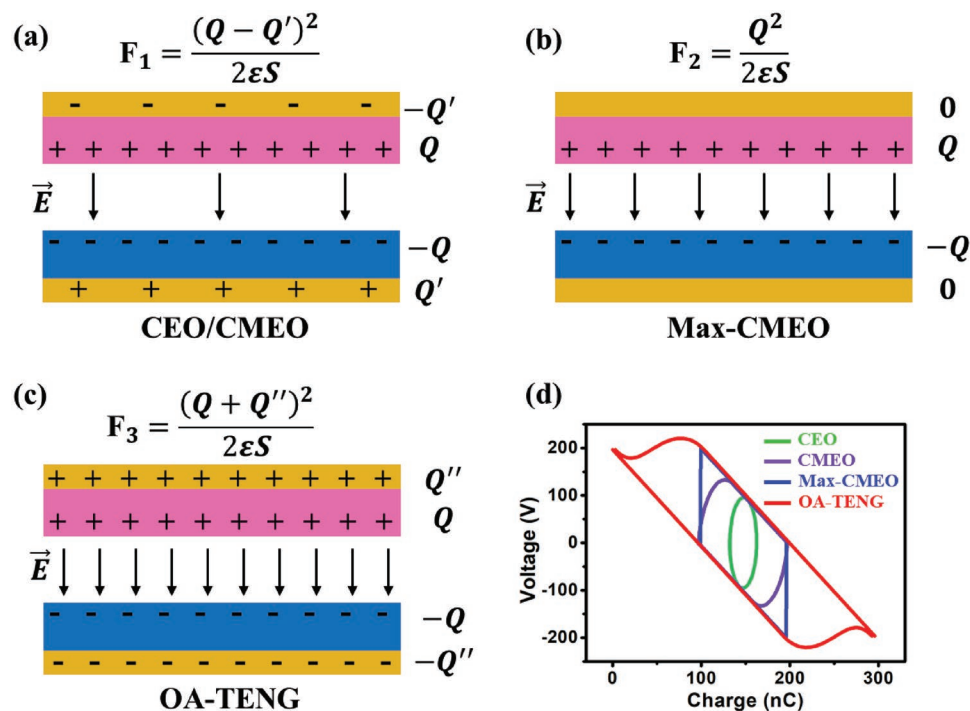 (a)
F₁ = (Q − Q′)² / 2εS
- - - - -
−Q′
+ + + + + + + + + +
Q
E⃗
- - - - - - - - - -
−Q
+ + + + +
Q′
CEO/CMEO
(b)
F₂ = Q² / 2εS
0
+ + + + + + + + +
Q
E⃗
- - - - - - - - -
−Q
0
Max-CMEO
(c)
F₃ = (Q + Q″)² / 2εS
+ + + + + + + + + +
Q″
+ + + + + + + + + +
Q
E⃗
- - - - - - - - - -
−Q
- - - - - - - - - -
−Q″
OA-TENG
(d)
CEO
CMEO
Max-CMEO
OA-TENG
Voltage (V)
200
100
0
-100
-200
0 100 200 300
Charge (nC)